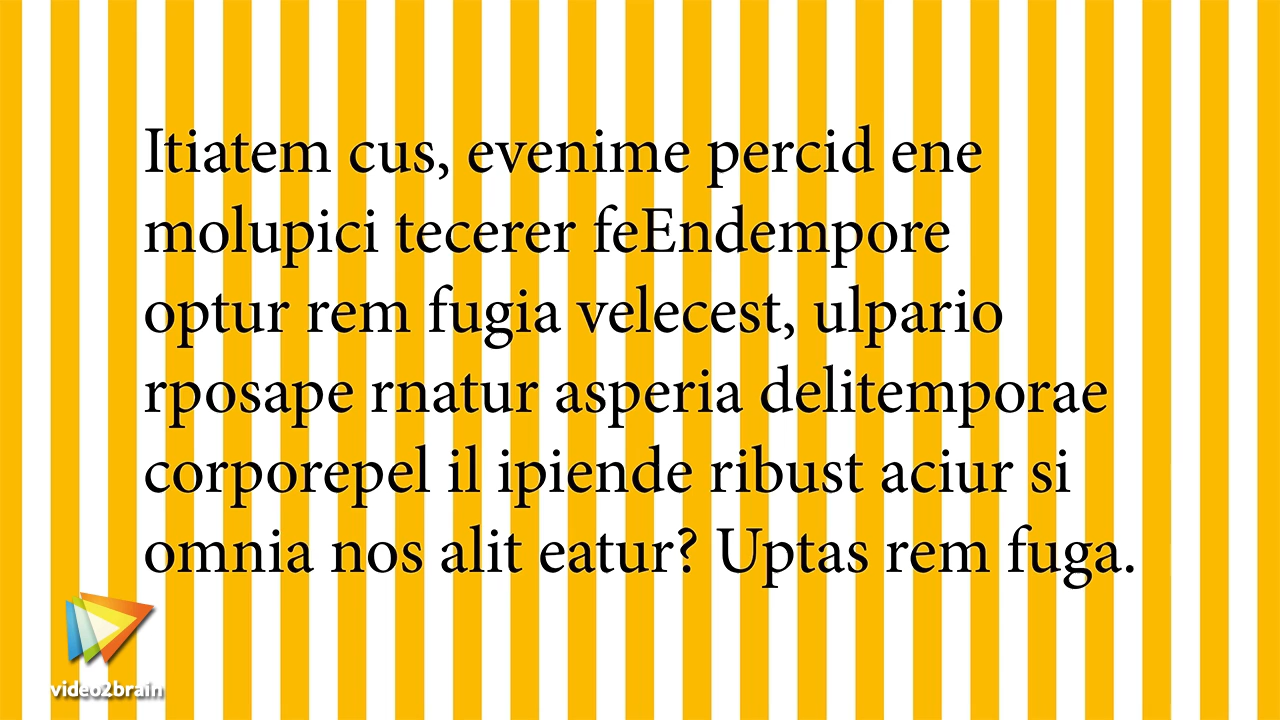 Itiatem cus, evenime percid ene
molupici tecerer feEndempore
optur rem fugia velecest, ulpario
rposape rnatur asperia delitemporae
corporepel il ipiende ribust aciur si
omnia nos alit eatur? Uptas rem fuga.
video2brain